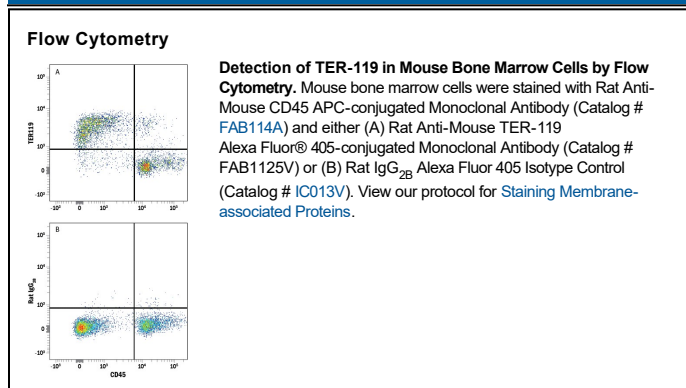 Flow Cytometry
Detection of TER-119 in Mouse Bone Marrow Cells by Flow
Cytometry. Mouse bone marrow cells were stained with Rat Anti-
Mouse CD45 APC-conjugated Monoclonal Antibody (Catalog #
FAB114A) and either (A) Rat Anti-Mouse TER-119
Alexa Fluor® 405-conjugated Monoclonal Antibody (Catalog #
FAB1125V) or (B) Rat IgG2B Alexa Fluor 405 Isotype Control
(Catalog # IC013V). View our protocol for Staining Membrane-
associated Proteins.
A
TER119
10⁵
10⁴
10³
0
-10³
-10³ 0 10³ 10⁴ 10⁵
B
Rat IgG2B
10⁵
10⁴
10³
0
-10³
-10³ 0 10³ 10⁴ 10⁵
CD45